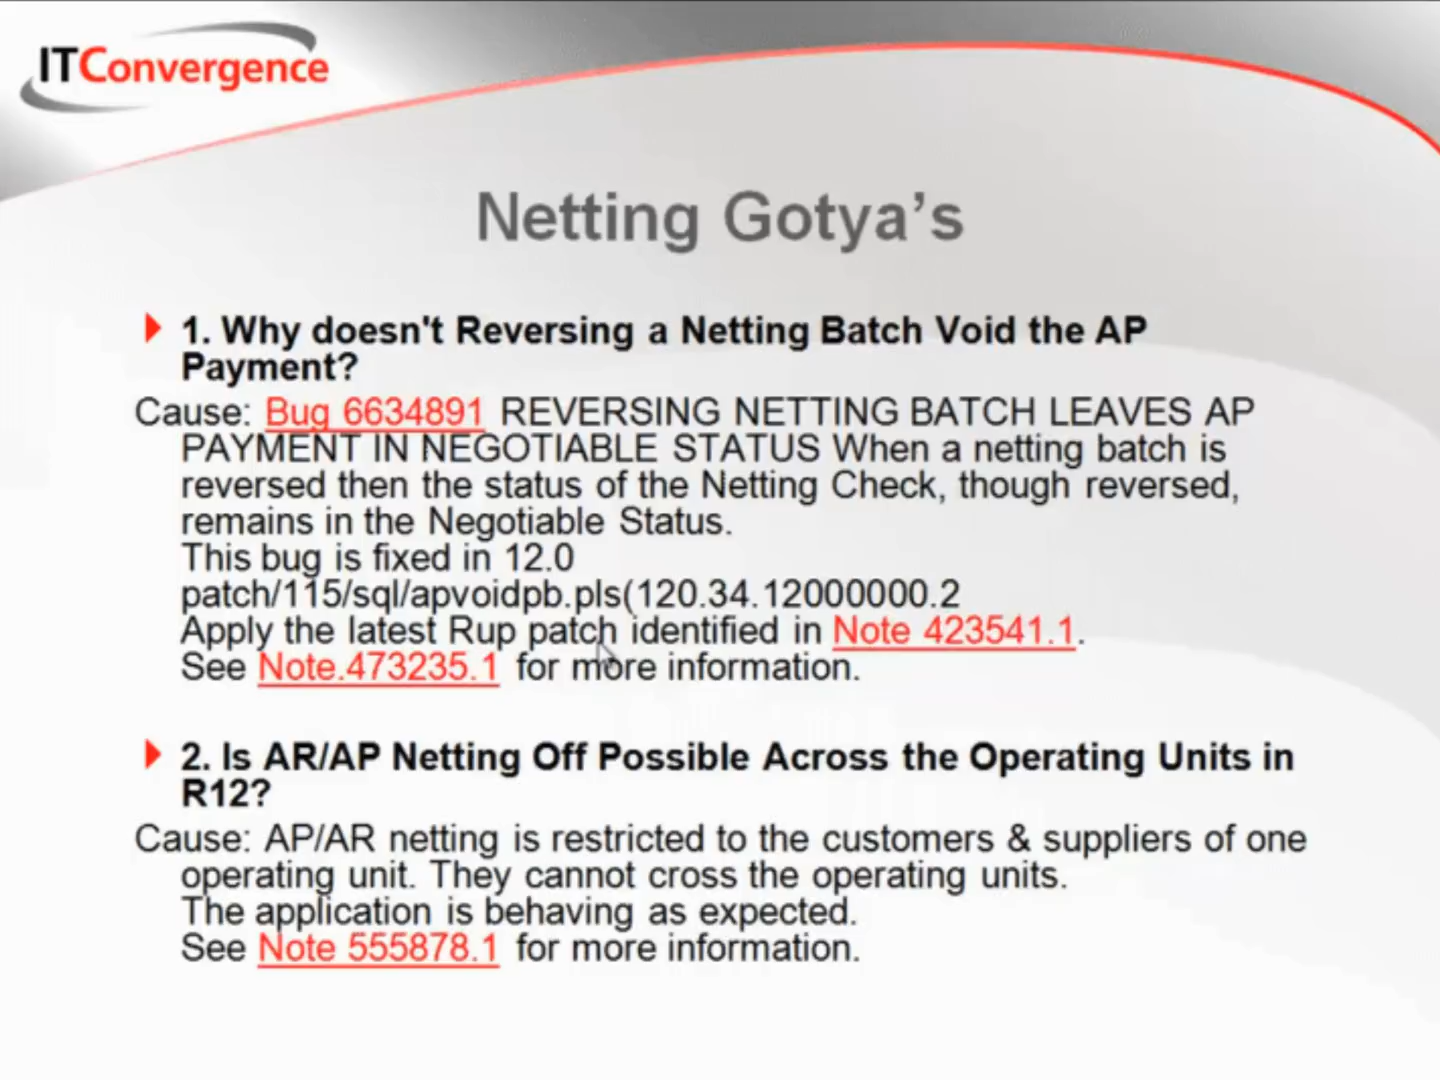 ITConvergence
Netting Gotya's
1. Why doesn't Reversing a Netting Batch Void the AP
Payment?
Cause: Bug 6634891 REVERSING NETTING BATCH LEAVES AP
PAYMENT IN NEGOTIABLE STATUS When a netting batch is
reversed then the status of the Netting Check, though reversed,
remains in the Negotiable Status.
This bug is fixed in 12.0
patch/115/sql/apvoidpb.pls(120.34.12000000.2
Apply the latest Rup patch identified in Note 423541.1.
See Note.473235.1 for more information.
2. Is AR/AP Netting Off Possible Across the Operating Units in
R12?
Cause: AP/AR netting is restricted to the customers & suppliers of one
operating unit. They cannot cross the operating units.
The application is behaving as expected.
See Note 555878.1 for more information.